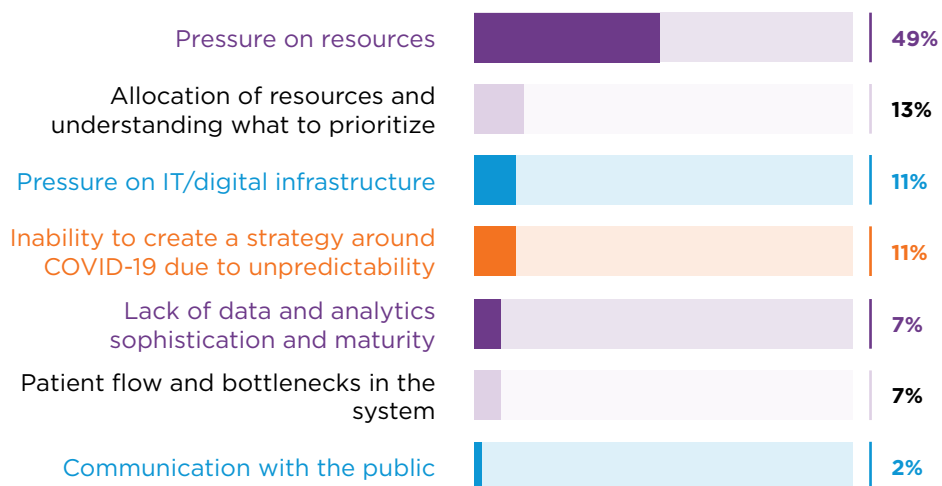 Pressure on resources
49%
Allocation of resources and
understanding what to prioritize
13%
Pressure on IT/digital infrastructure
11%
Inability to create a strategy around
COVID-19 due to unpredictability
11%
Lack of data and analytics
sophistication and maturity
7%
Patient flow and bottlenecks in the
system
7%
Communication with the public
2%